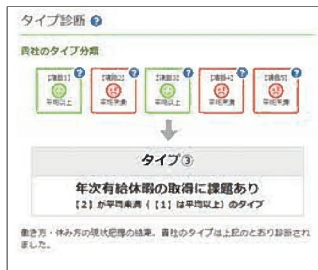 タイプ診断 ?
貴社のタイプ分類
【項目1】 ? 【項目2】 ? 【項目3】 ? 【項目4】 ? 【項目5】 ?
平均以上 平均未満 平均以上 平均未満 平均未満
タイプ③
年次有給休暇の取得に課題あり
【2】が平均未満(【1】は平均以上)のタイプ
働き方・休み方の現状把握の結果、貴社のタイプは上記のとおり診断され
ました。